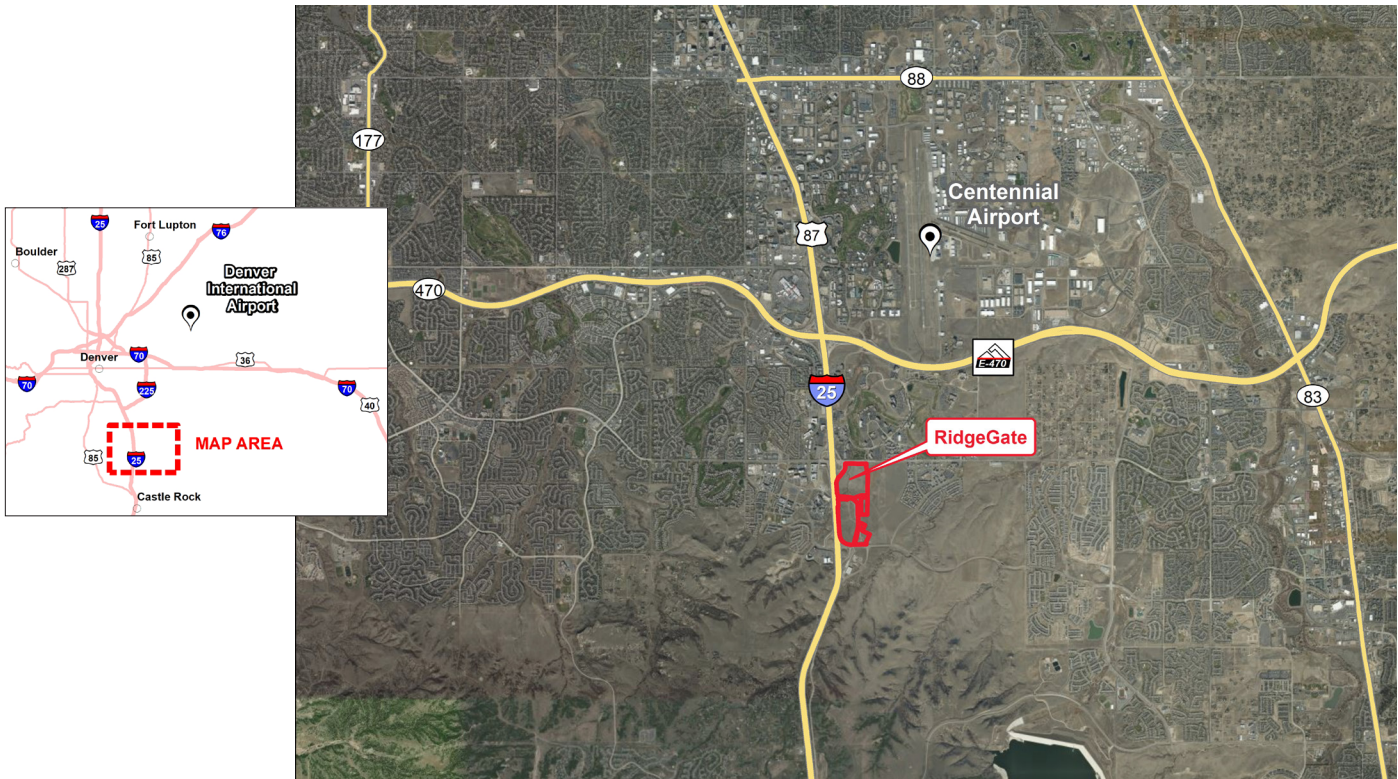 88
177
Centennial
Airport
87
470
E-470
25
83
RidgeGate
25
Fort Lupton
76
Boulder
85
287
Denver
International
Airport
Denver
70
36
70
225
70
40
MAP AREA
85
25
Castle Rock